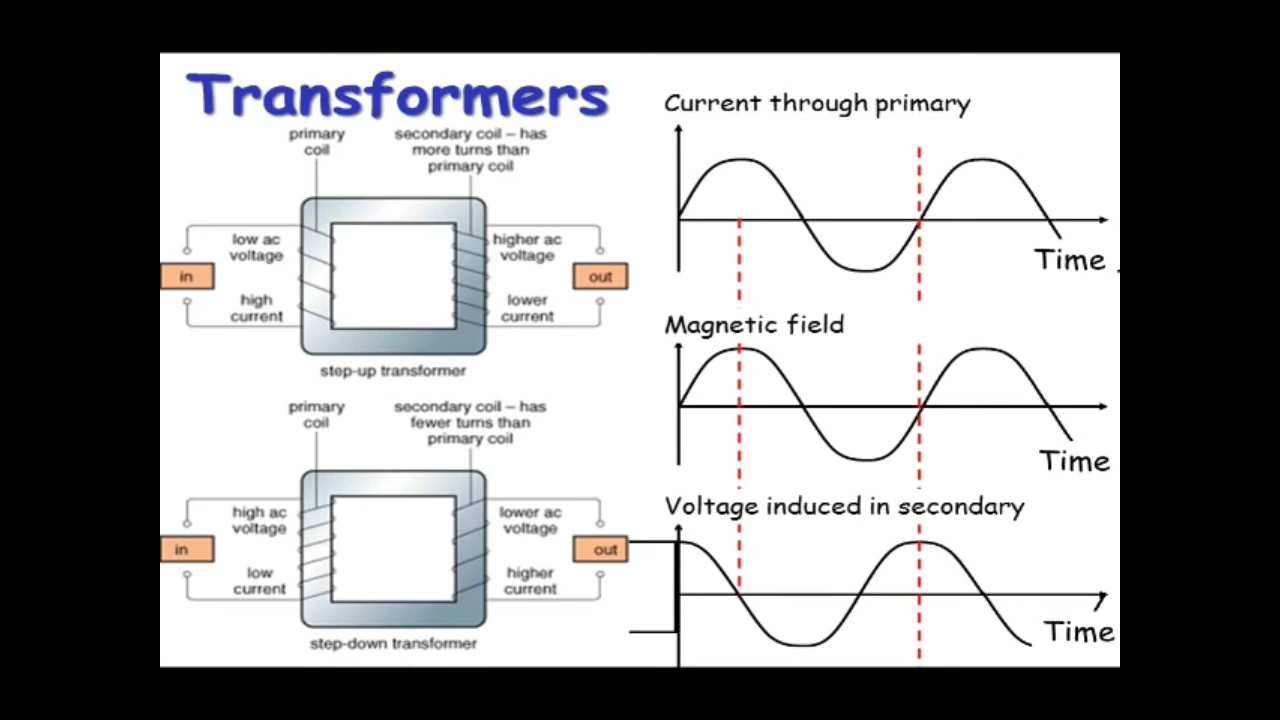 Transformers
primary
coil
secondary coil – has
more turns than
primary coil
low ac
voltage
higher ac
voltage
in
out
high
current
lower
current
step-up transformer
primary
coil
secondary coil – has
fewer turns than
primary coil
high ac
voltage
lower ac
voltage
in
out
low
current
higher
current
step-down transformer
Current through primary
Time
Magnetic field
Time
Voltage induced in secondary
Time